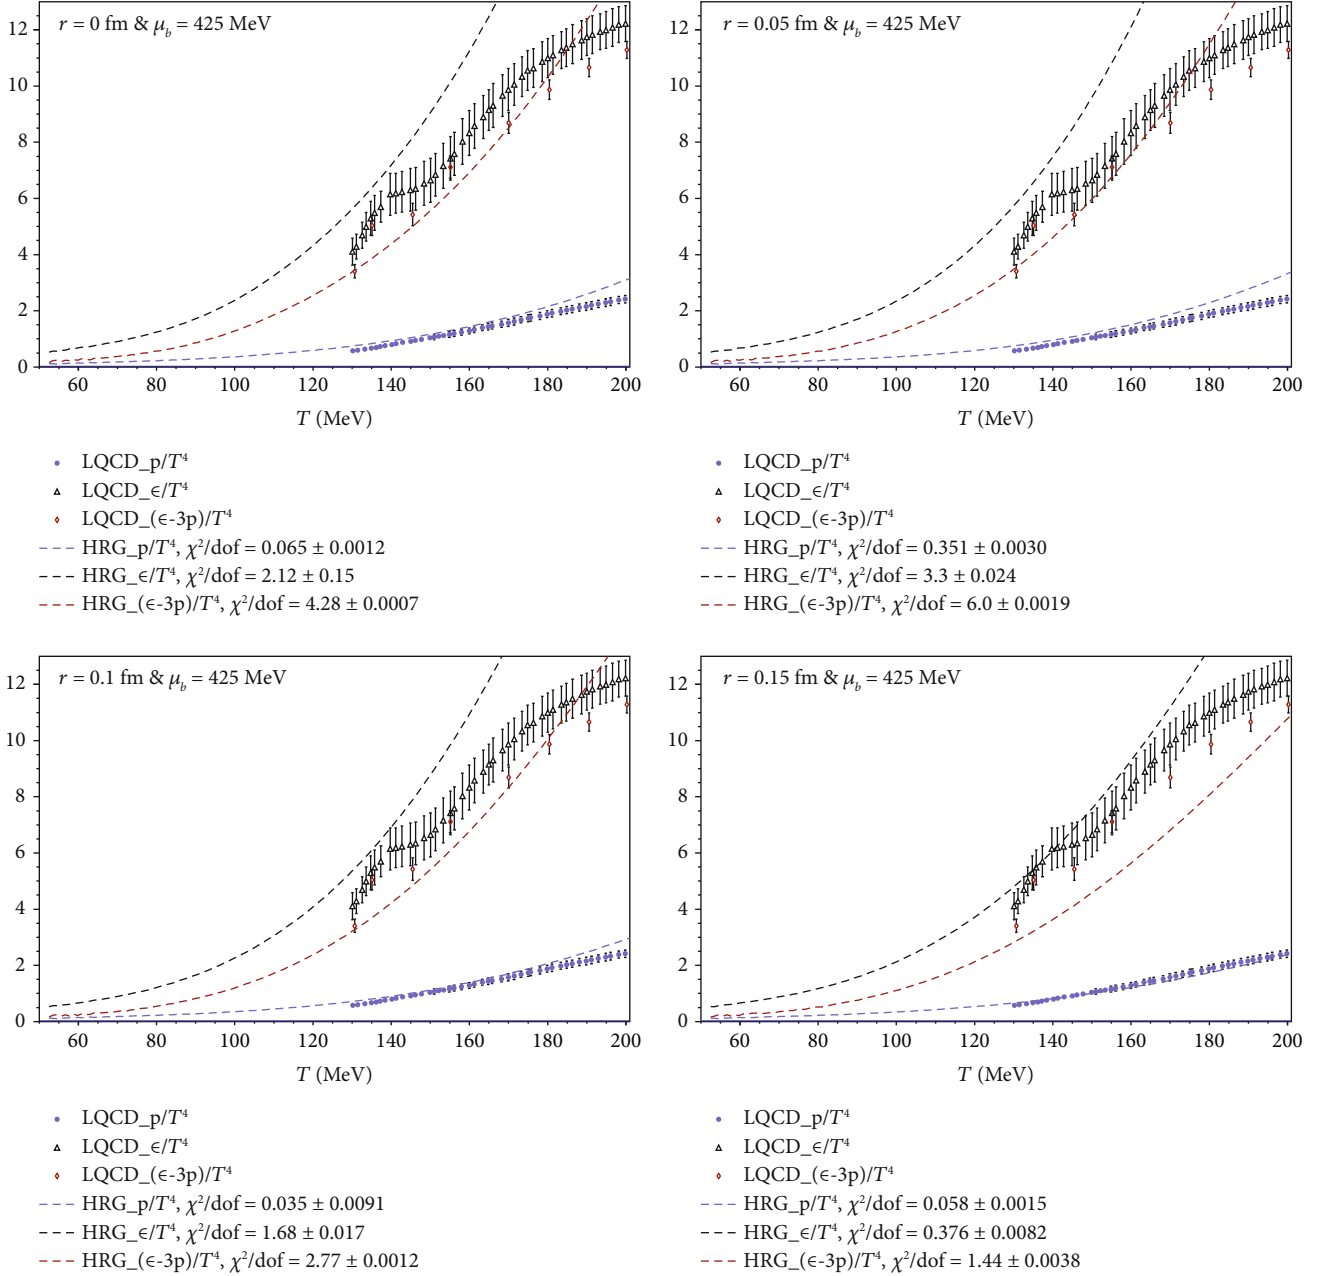 r = 0 fm & μb = 425 MeV
12
10
8
6
4
2
0
60 80 100 120 140 160 180 200
T (MeV)
LQCD_p/T⁴
LQCD_ϵ/T⁴
LQCD_(ϵ-3p)/T⁴
HRG_p/T⁴, χ²/dof = 0.065 ± 0.0012
HRG_ϵ/T⁴, χ²/dof = 2.12 ± 0.15
HRG_(ϵ-3p)/T⁴, χ²/dof = 4.28 ± 0.0007
r = 0.05 fm & μb = 425 MeV
12
10
8
6
4
2
0
60 80 100 120 140 160 180 200
T (MeV)
LQCD_p/T⁴
LQCD_ϵ/T⁴
LQCD_(ϵ-3p)/T⁴
HRG_p/T⁴, χ²/dof = 0.351 ± 0.0030
HRG_ϵ/T⁴, χ²/dof = 3.3 ± 0.024
HRG_(ϵ-3p)/T⁴, χ²/dof = 6.0 ± 0.0019
r = 0.1 fm & μb = 425 MeV
12
10
8
6
4
2
0
60 80 100 120 140 160 180 200
T (MeV)
LQCD_p/T⁴
LQCD_ϵ/T⁴
LQCD_(ϵ-3p)/T⁴
HRG_p/T⁴, χ²/dof = 0.035 ± 0.0091
HRG_ϵ/T⁴, χ²/dof = 1.68 ± 0.017
HRG_(ϵ-3p)/T⁴, χ²/dof = 2.77 ± 0.0012
r = 0.15 fm & μb = 425 MeV
12
10
8
6
4
2
0
60 80 100 120 140 160 180 200
T (MeV)
LQCD_p/T⁴
LQCD_ϵ/T⁴
LQCD_(ϵ-3p)/T⁴
HRG_p/T⁴, χ²/dof = 0.058 ± 0.0015
HRG_ϵ/T⁴, χ²/dof = 0.376 ± 0.0082
HRG_(ϵ-3p)/T⁴, χ²/dof = 1.44 ± 0.0038